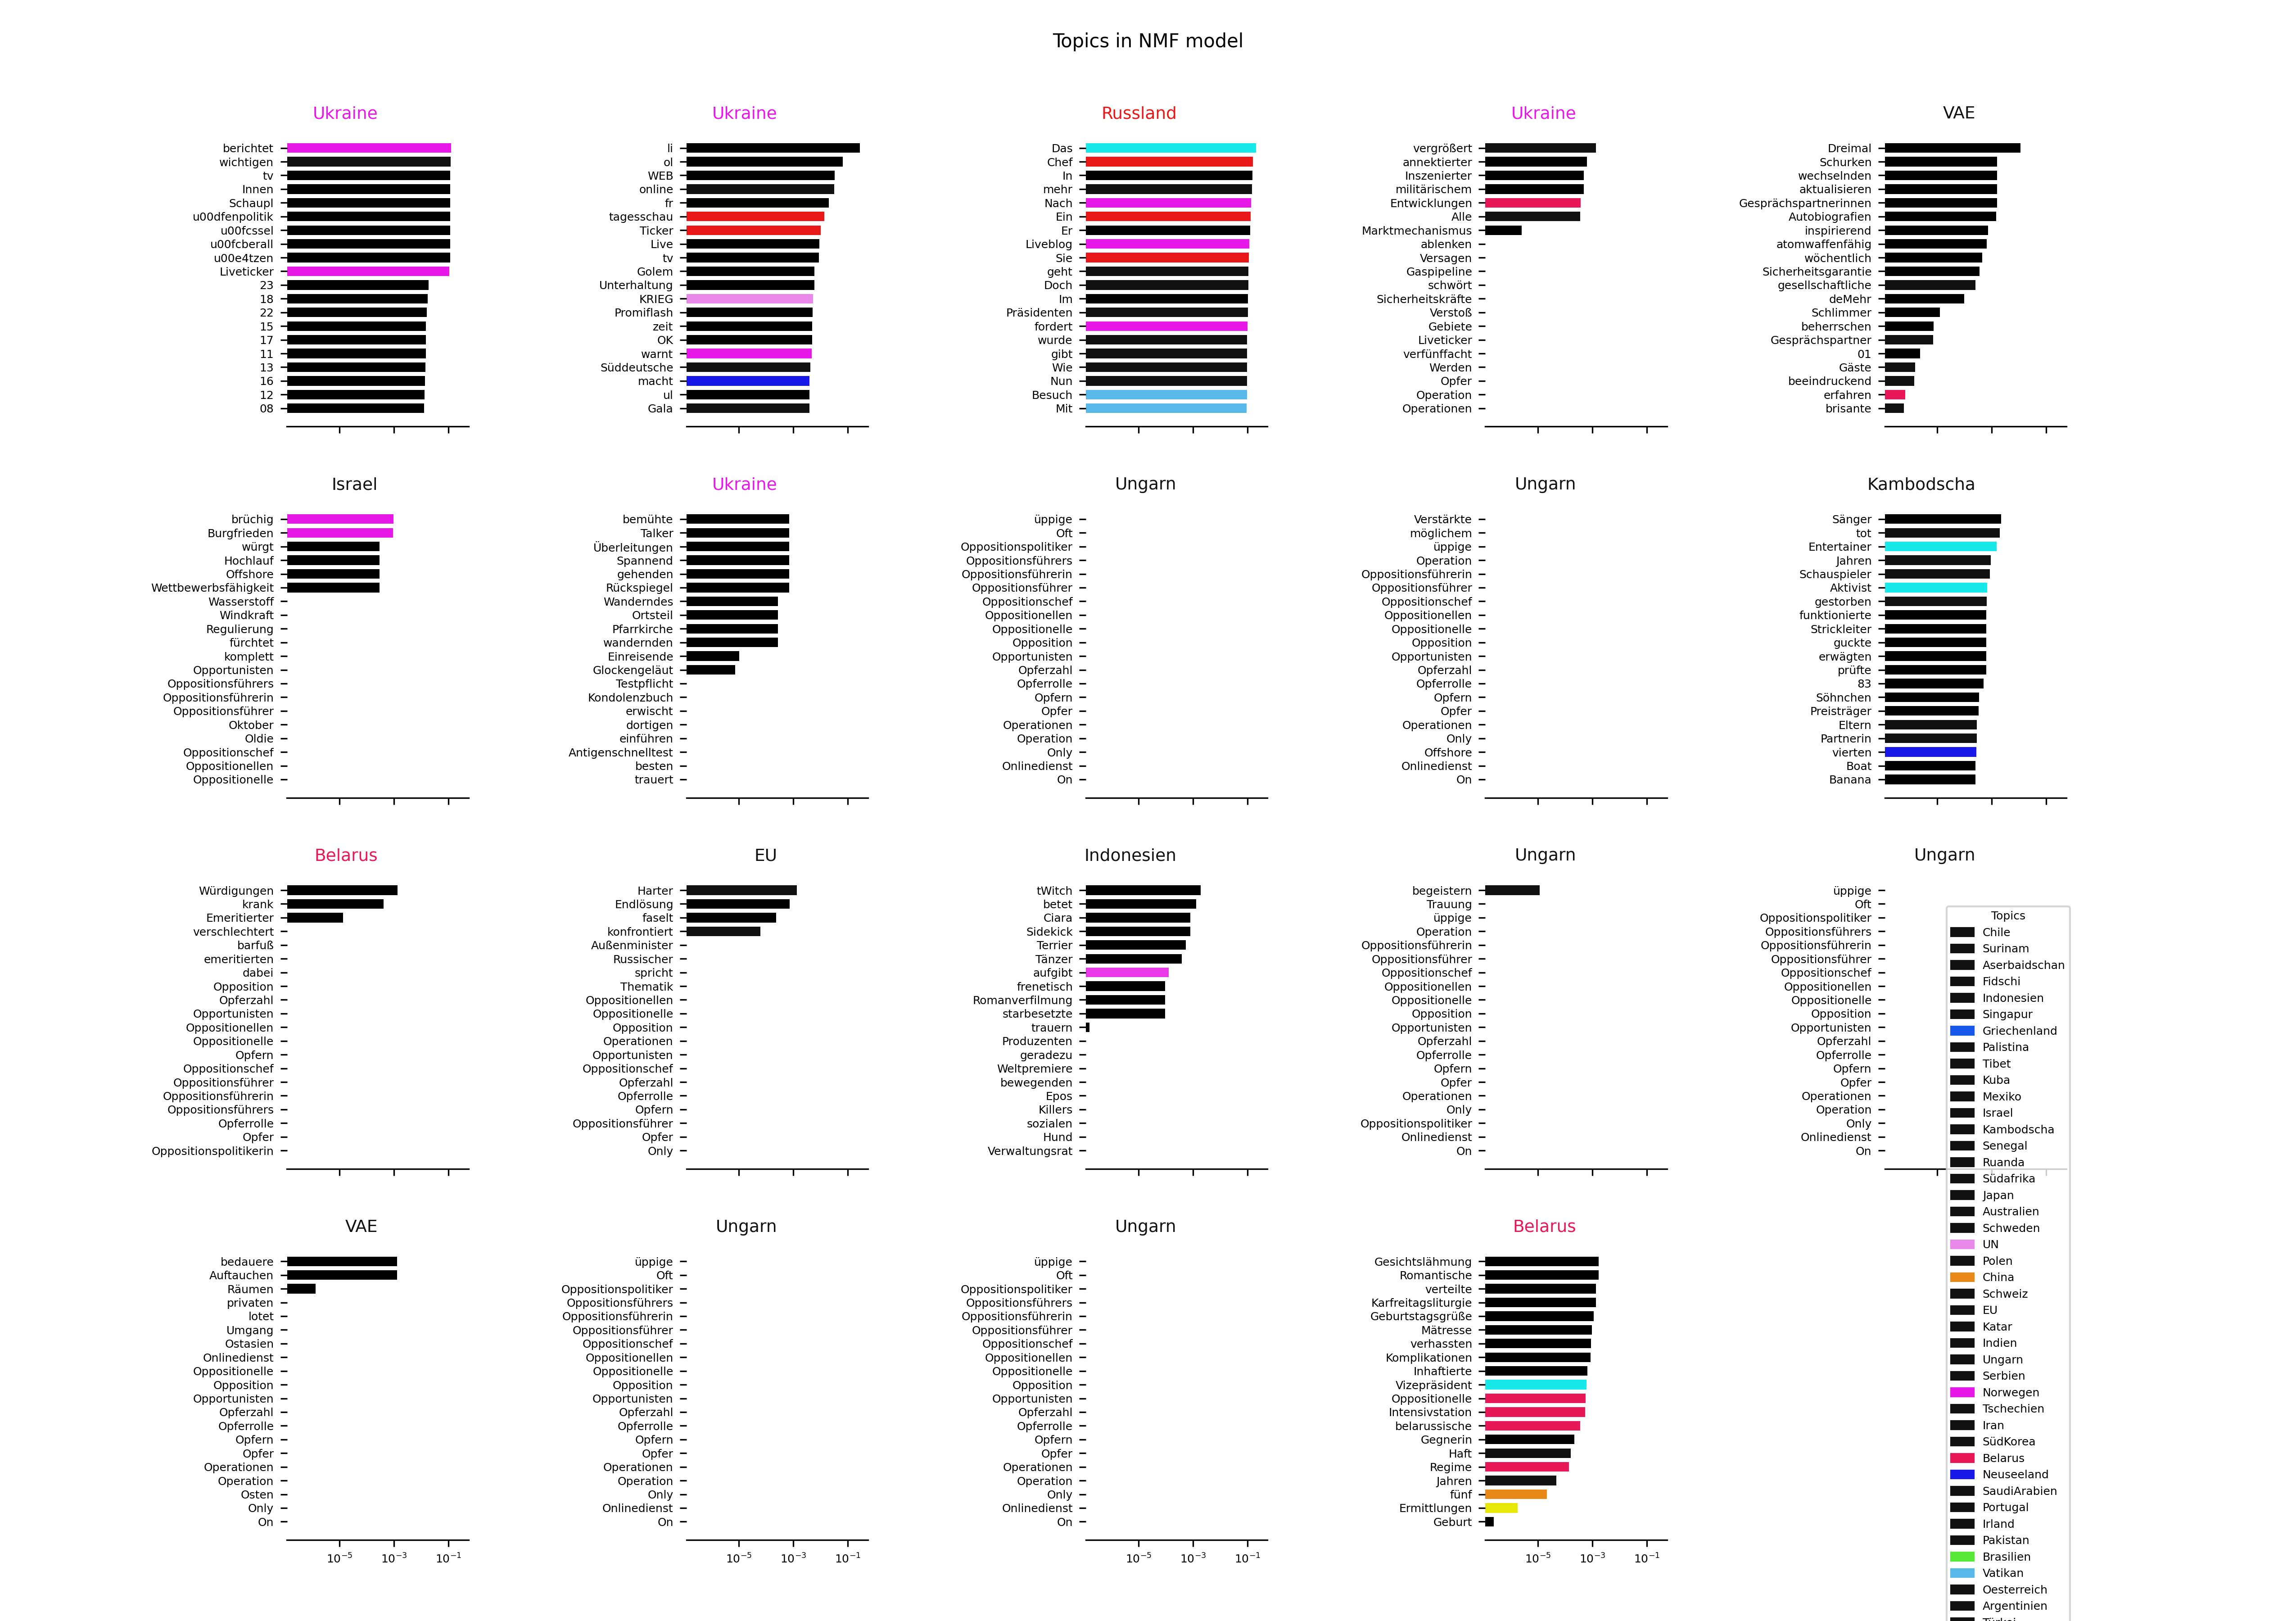 Topics in NMF model
Ukraine
berichtet
wichtigen
tv
Innen
Schaupl
u00dfenpolitik
u00fcssel
u00fcberall
u00e4tzen
Liveticker
23
18
22
15
17
11
13
16
12
08
Ukraine
li
ol
WEB
online
fr
tagesschau
Ticker
Live
tv
Golem
Unterhaltung
KRIEG
Promiflash
zeit
OK
warnt
Süddeutsche
macht
ul
Gala
Russland
Das
Chef
In
mehr
Nach
Ein
Er
Liveblog
Sie
geht
Doch
Im
Präsidenten
fordert
wurde
gibt
Wie
Nun
Besuch
Mit
Ukraine
vergrößert
annektierter
Inszenierter
militärischem
Entwicklungen
Alle
Marktmechanismus
ablenken
Versagen
Gaspipeline
schwört
Sicherheitskräfte
Verstoß
Gebiete
Liveticker
verfünffacht
Werden
Opfer
Operation
Operationen
VAE
Dreimal
Schurken
wechselnden
aktualisieren
Gesprächspartnerinnen
Autobiografien
inspirierend
atomwaffenfähig
wöchentlich
Sicherheitsgarantie
gesellschaftliche
deMehr
Schlimmer
beherrschen
Gesprächspartner
01
Gäste
beeindruckend
erfahren
brisante
Israel
brüchig
Burgfrieden
würgt
Hochlauf
Offshore
Wettbewerbsfähigkeit
Wasserstoff
Windkraft
Regulierung
fürchtet
komplett
Opportunisten
Oppositionsführers
Oppositionsführerin
Oppositionsführer
Oktober
Oldie
Oppositionschef
Oppositionellen
Oppositionelle
Ukraine
bemühte
Talker
Überleitungen
Spannend
gehenden
Rückspiegel
Wanderndes
Ortsteil
Pfarrkirche
wandernden
Einreisende
Glockengeläut
Testpflicht
Kondolenzbuch
erwischt
dortigen
einführen
Antigenschnelltest
besten
trauert
Ungarn
üppige
Oft
Oppositionspolitiker
Oppositionsführers
Oppositionsführerin
Oppositionsführer
Oppositionschef
Oppositionellen
Oppositionelle
Opposition
Opportunisten
Opferzahl
Opferrolle
Opfern
Opfer
Operationen
Operation
Only
Onlinedienst
On
Ungarn
Verstärkte
möglichem
üppige
Operation
Oppositionsführerin
Oppositionsführer
Oppositionschef
Oppositionellen
Oppositionelle
Opposition
Opportunisten
Opferzahl
Opferrolle
Opfern
Opfer
Operationen
Only
Offshore
Onlinedienst
On
Kambodscha
Sänger
tot
Entertainer
Jahren
Schauspieler
Aktivist
gestorben
funktionierte
Strickleiter
guckte
erwägten
prüfte
83
Söhnchen
Preisträger
Eltern
Partnerin
vierten
Boat
Banana
Belarus
Würdigungen
krank
Emeritierter
verschlechtert
barfuß
emeritierten
dabei
Opposition
Opferzahl
Opportunisten
Oppositionellen
Oppositionelle
Opfern
Oppositionschef
Oppositionsführer
Oppositionsführerin
Oppositionsführers
Opferrolle
Opfer
Oppositionspolitikerin
EU
Harter
Endlösung
faselt
konfrontiert
Außenminister
Russischer
spricht
Thematik
Oppositionellen
Oppositionelle
Opposition
Operationen
Opportunisten
Oppositionschef
Opferzahl
Opferrolle
Opfern
Oppositionsführer
Opfer
Only
Indonesien
tWitch
betet
Ciara
Sidekick
Terrier
Tänzer
aufgibt
frenetisch
Romanverfilmung
starbesetzte
trauern
Produzenten
geradezu
Weltpremiere
bewegenden
Epos
Killers
sozialen
Hund
Verwaltungsrat
Ungarn
begeistern
Trauung
üppige
Operation
Oppositionsführerin
Oppositionsführer
Oppositionschef
Oppositionellen
Oppositionelle
Opposition
Opportunisten
Opferzahl
Opferrolle
Opfern
Opfer
Operationen
Only
Oppositionspolitiker
Onlinedienst
On
Ungarn
üppige
Oft
Oppositionspolitiker
Oppositionsführers
Oppositionsführerin
Oppositionsführer
Oppositionschef
Oppositionellen
Oppositionelle
Opposition
Opportunisten
Opferzahl
Opferrolle
Opfern
Opfer
Operationen
Operation
Only
Onlinedienst
On
VAE
bedauere
Auftauchen
Räumen
privaten
lotet
Umgang
Ostasien
Onlinedienst
Oppositionelle
Opposition
Opportunisten
Opferzahl
Opferrolle
Opfern
Opfer
Operationen
Operation
Osten
Only
On
10⁻⁵ 10⁻³ 10⁻¹
Ungarn
üppige
Oft
Oppositionspolitiker
Oppositionsführers
Oppositionsführerin
Oppositionsführer
Oppositionschef
Oppositionellen
Oppositionelle
Opposition
Opportunisten
Opferzahl
Opferrolle
Opfern
Opfer
Operationen
Operation
Only
Onlinedienst
On
10⁻⁵ 10⁻³ 10⁻¹
Ungarn
üppige
Oft
Oppositionspolitiker
Oppositionsführers
Oppositionsführerin
Oppositionsführer
Oppositionschef
Oppositionellen
Oppositionelle
Opposition
Opportunisten
Opferzahl
Opferrolle
Opfern
Opfer
Operationen
Operation
Only
Onlinedienst
On
10⁻⁵ 10⁻³ 10⁻¹
Belarus
Gesichtslähmung
Romantische
verteilte
Karfreitagsliturgie
Geburtstagsgrüße
Mätresse
verhassten
Komplikationen
Inhaftierte
Vizepräsident
Oppositionelle
Intensivstation
belarussische
Gegnerin
Haft
Regime
Jahren
fünf
Ermittlungen
Geburt
10⁻⁵ 10⁻³ 10⁻¹
Topics
Chile
Surinam
Aserbaidschan
Fidschi
Indonesien
Singapur
Griechenland
Palistina
Tibet
Kuba
Mexiko
Israel
Kambodscha
Senegal
Ruanda
Südafrika
Japan
Australien
Schweden
UN
Polen
China
Schweiz
EU
Katar
Indien
Ungarn
Serbien
Norwegen
Tschechien
Iran
SüdKorea
Belarus
Neuseeland
SaudiArabien
Portugal
Irland
Pakistan
Brasilien
Vatikan
Oesterreich
Argentinien